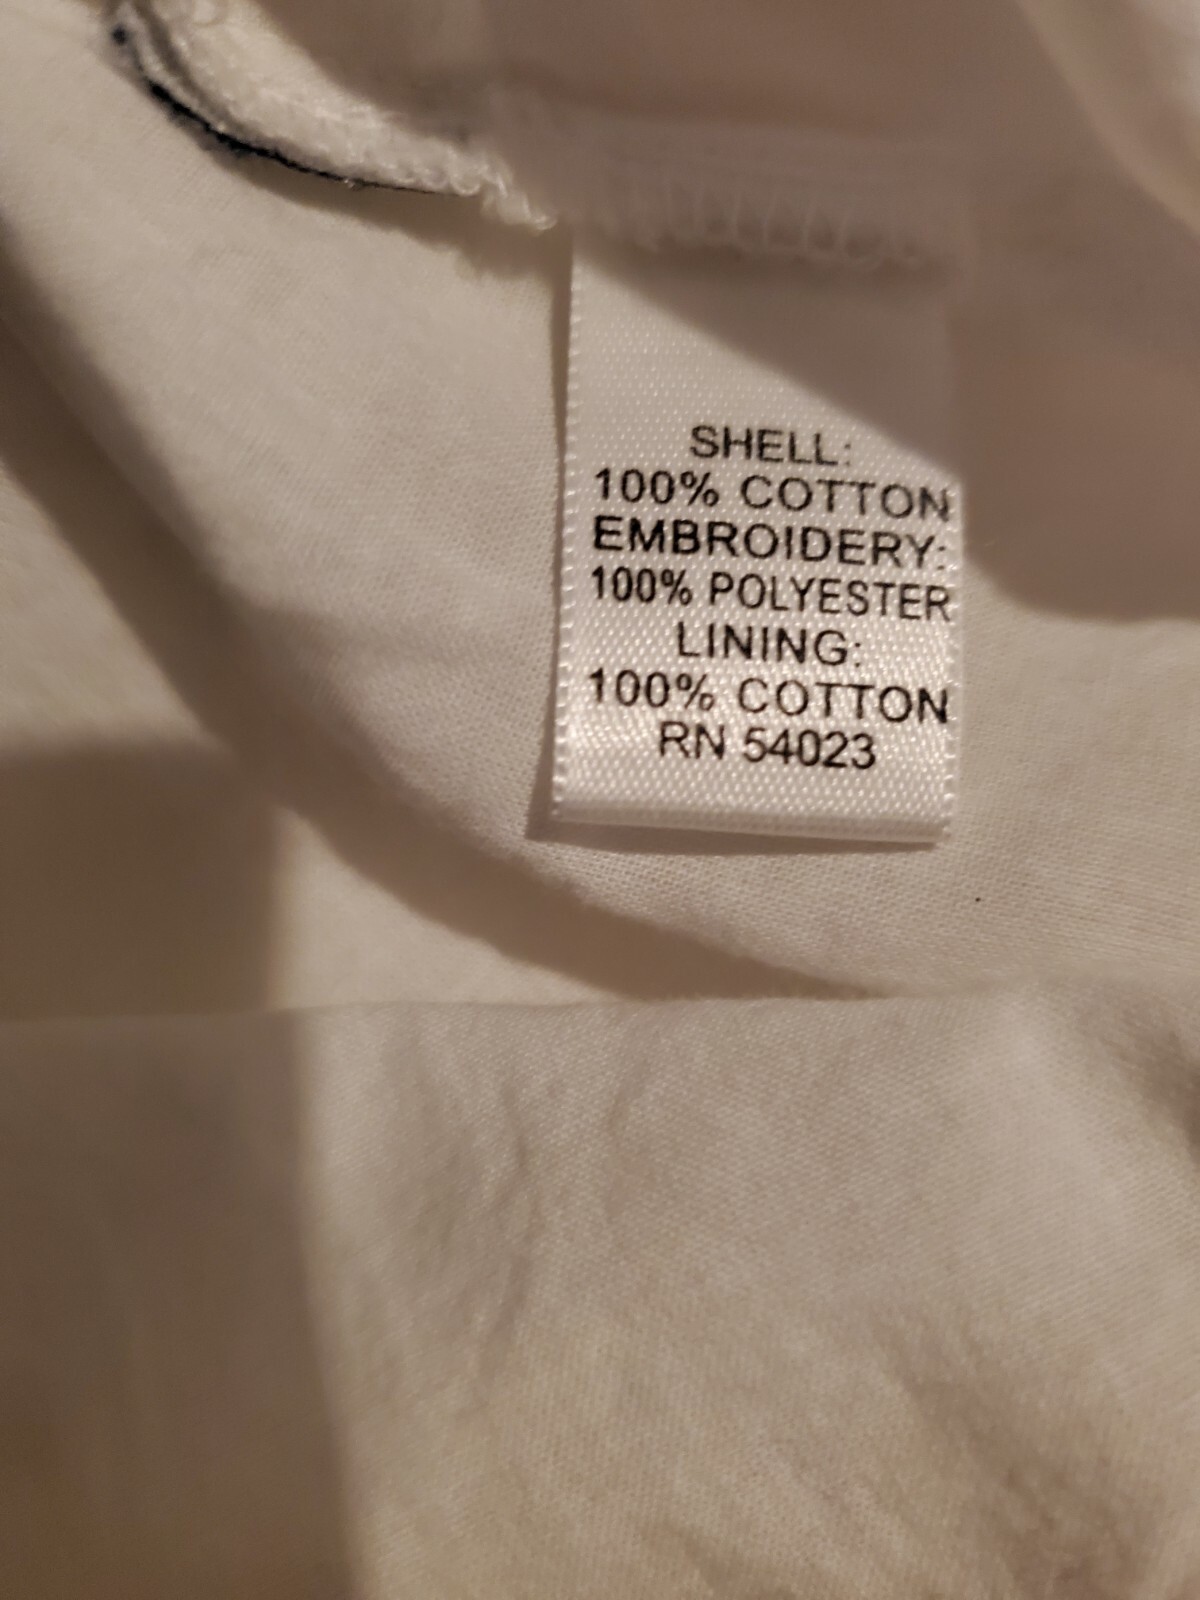 SHELL:
100% COTTON
EMBROIDERY:
100% POLYESTER
LINING:
100% COTTON
RN 54023